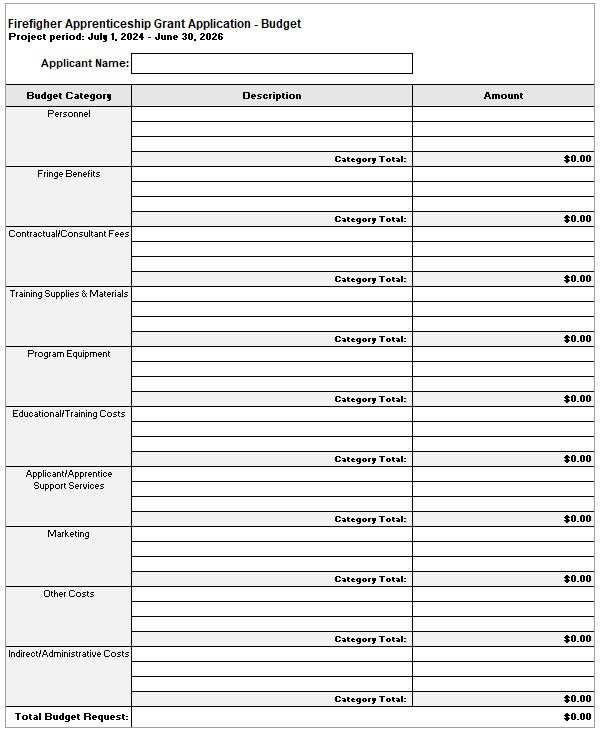 Firefigher Apprenticeship Grant Application - Budget
Project period: July 1, 2024 - June 30, 2026
Applicant Name:
Budget Category Description Amount
Personnel
Category Total: $0.00
Fringe Benefits
Category Total: $0.00
Contractual/Consultant Fees
Category Total: $0.00
Training Supplies & Materials
Category Total: $0.00
Program Equipment
Category Total: $0.00
Educational/Training Costs
Category Total: $0.00
Applicant/Apprentice
Support Services
Category Total: $0.00
Marketing
Category Total: $0.00
Other Costs
Category Total: $0.00
Indirect/Administrative Costs
Category Total: $0.00
Total Budget Request: $0.00